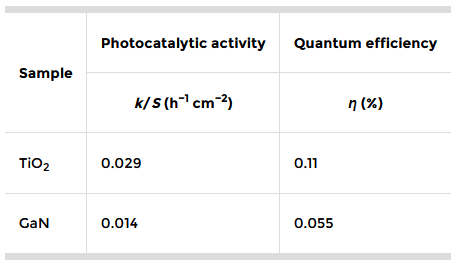 Photocatalytic activity Quantum efficiency
Sample
k/S (h⁻¹ cm⁻²) η (%)
TiO₂ 0.029 0.11
GaN 0.014 0.055